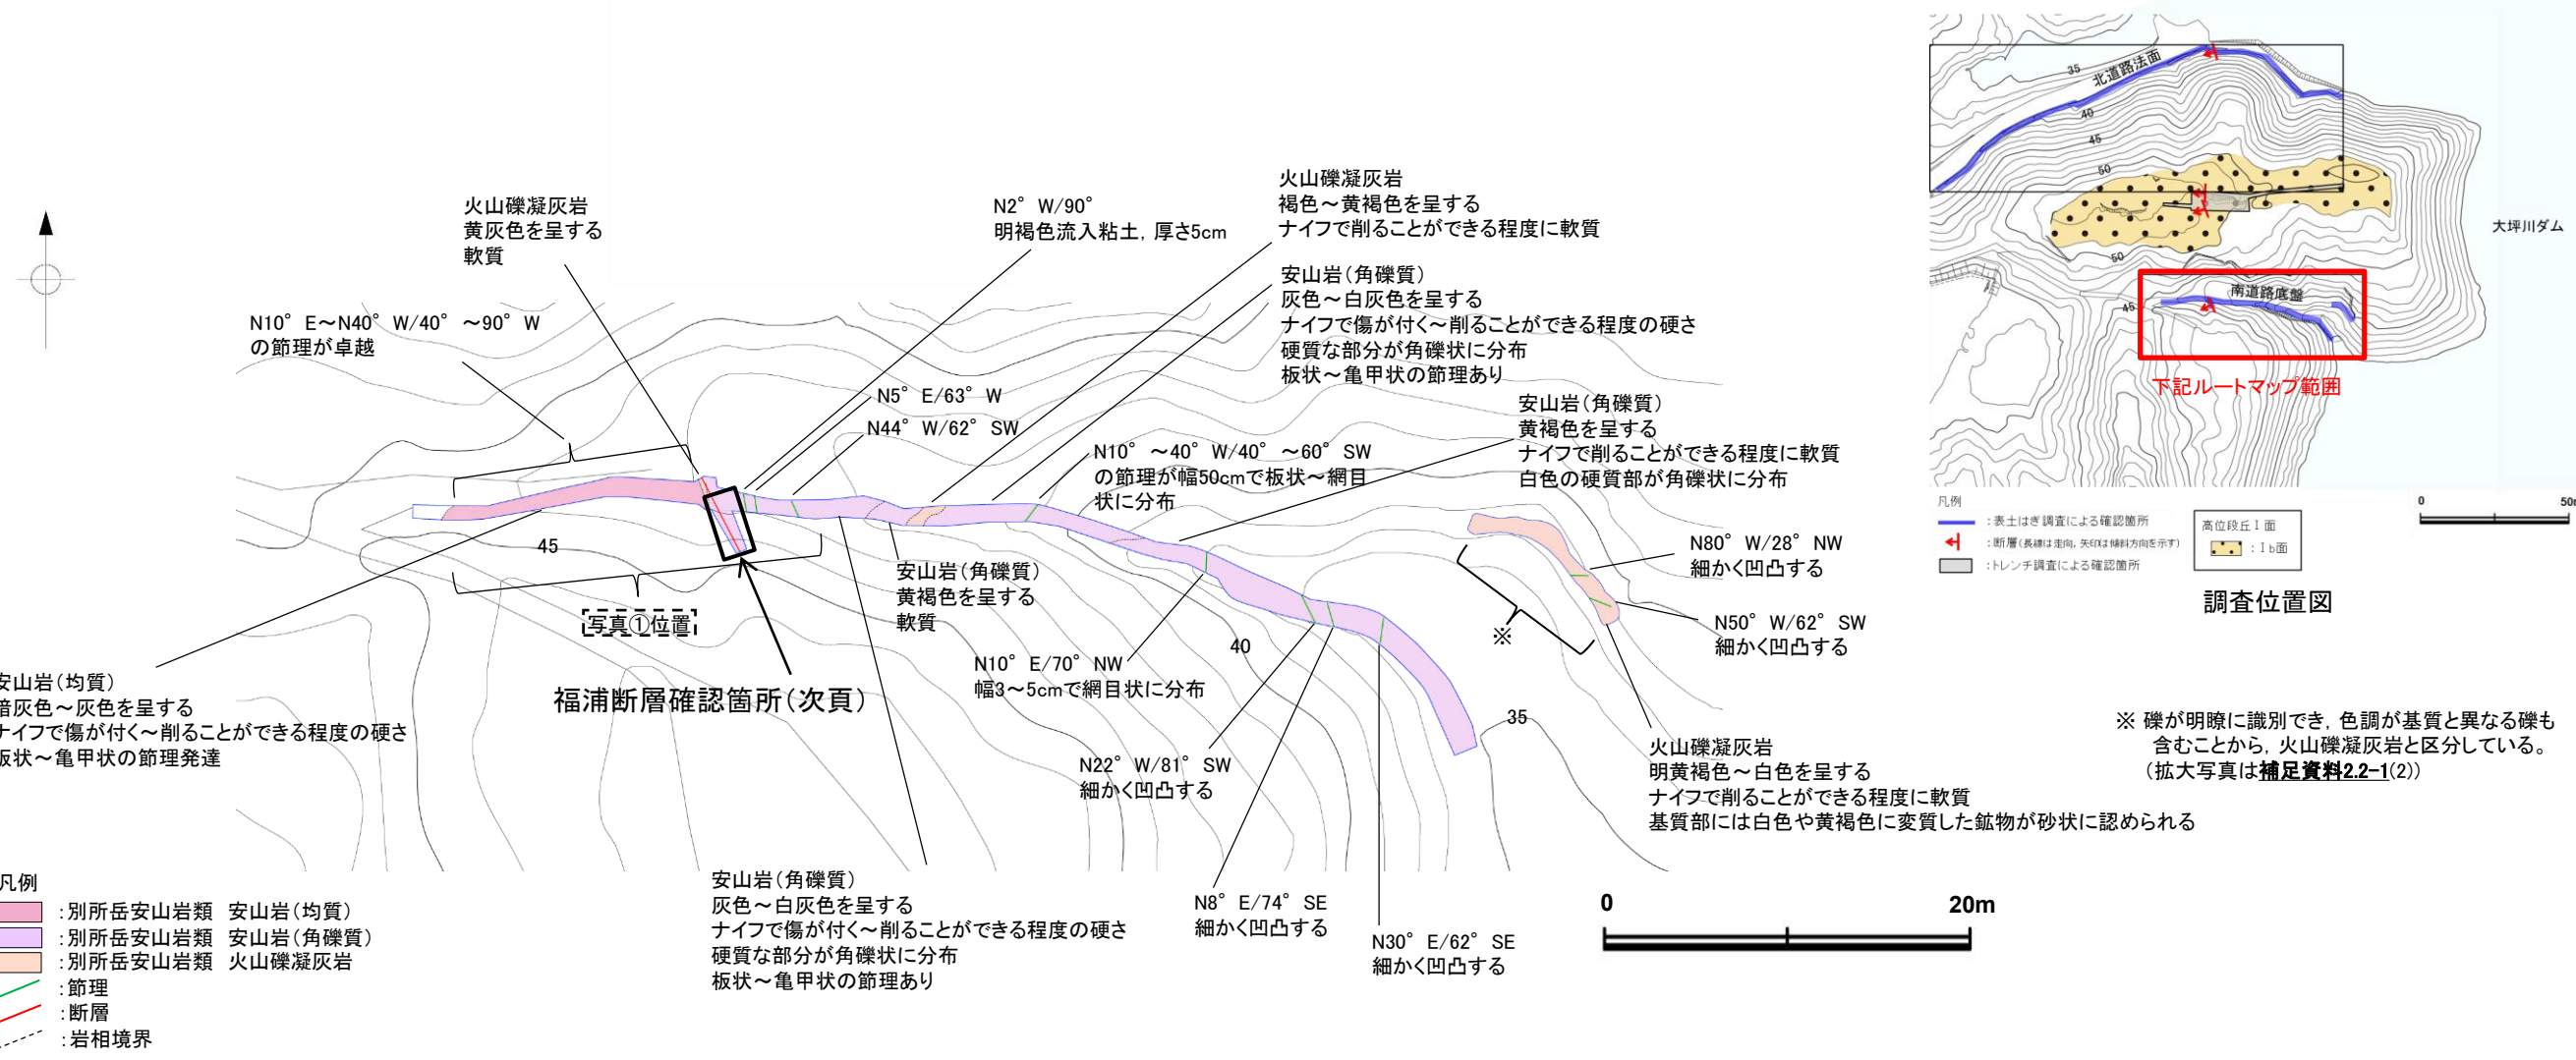 35
北道路法面
40
45
50
大坪川ダム
50
南道路底盤
45
下記ルートマップ範囲
凡例
:表土はぎ調査による確認箇所
:断層(長線は走向、矢印は傾斜方向を示す)
:トレンチ調査による確認箇所
高位段丘Ⅰ面
:Ⅰb面
0 50m
調査位置図
火山礫凝灰岩
黄灰色を呈する
軟質
N2° W/90°
明褐色流入粘土，厚さ5cm
火山礫凝灰岩
褐色～黄褐色を呈する
ナイフで削ることができる程度に軟質
安山岩(角礫質)
灰色～白灰色を呈する
ナイフで傷が付く～削ることができる程度の硬さ
硬質な部分が角礫状に分布
板状～亀甲状の節理あり
N10° E～N40° W/40° ～90° W
の節理が卓越
N5° E/63° W
N44° W/62° SW
N10° ～40° W/40° ～60° SW
の節理が幅50cmで板状～網目
状に分布
安山岩(角礫質)
黄褐色を呈する
ナイフで削ることができる程度に軟質
白色の硬質部が角礫状に分布
45
写真①位置
福浦断層確認箇所(次頁)
安山岩(角礫質)
黄褐色を呈する
軟質
N10° E/70° NW
幅3～5cmで網目状に分布
40
35
※
N80° W/28° NW
細かく凹凸する
N50° W/62° SW
細かく凹凸する
安山岩(均質)
暗灰色～灰色を呈する
ナイフで傷が付く～削ることができる程度の硬さ
板状～亀甲状の節理発達
N22° W/81° SW
細かく凹凸する
火山礫凝灰岩
明黄褐色～白色を呈する
ナイフで削ることができる程度に軟質
基質部には白色や黄褐色に変質した鉱物が砂状に認められる
※ 礫が明瞭に識別でき，色調が基質と異なる礫も
含むことから，火山礫凝灰岩と区分している。
(拡大写真は補足資料2.2-1(2))
安山岩(角礫質)
灰色～白灰色を呈する
ナイフで傷が付く～削ることができる程度の硬さ
硬質な部分が角礫状に分布
板状～亀甲状の節理あり
N8° E/74° SE
細かく凹凸する
N30° E/62° SE
細かく凹凸する
0 20m
凡例
:別所岳安山岩類 安山岩(均質)
:別所岳安山岩類 安山岩(角礫質)
:別所岳安山岩類 火山礫凝灰岩
:節理
:断層
:岩相境界